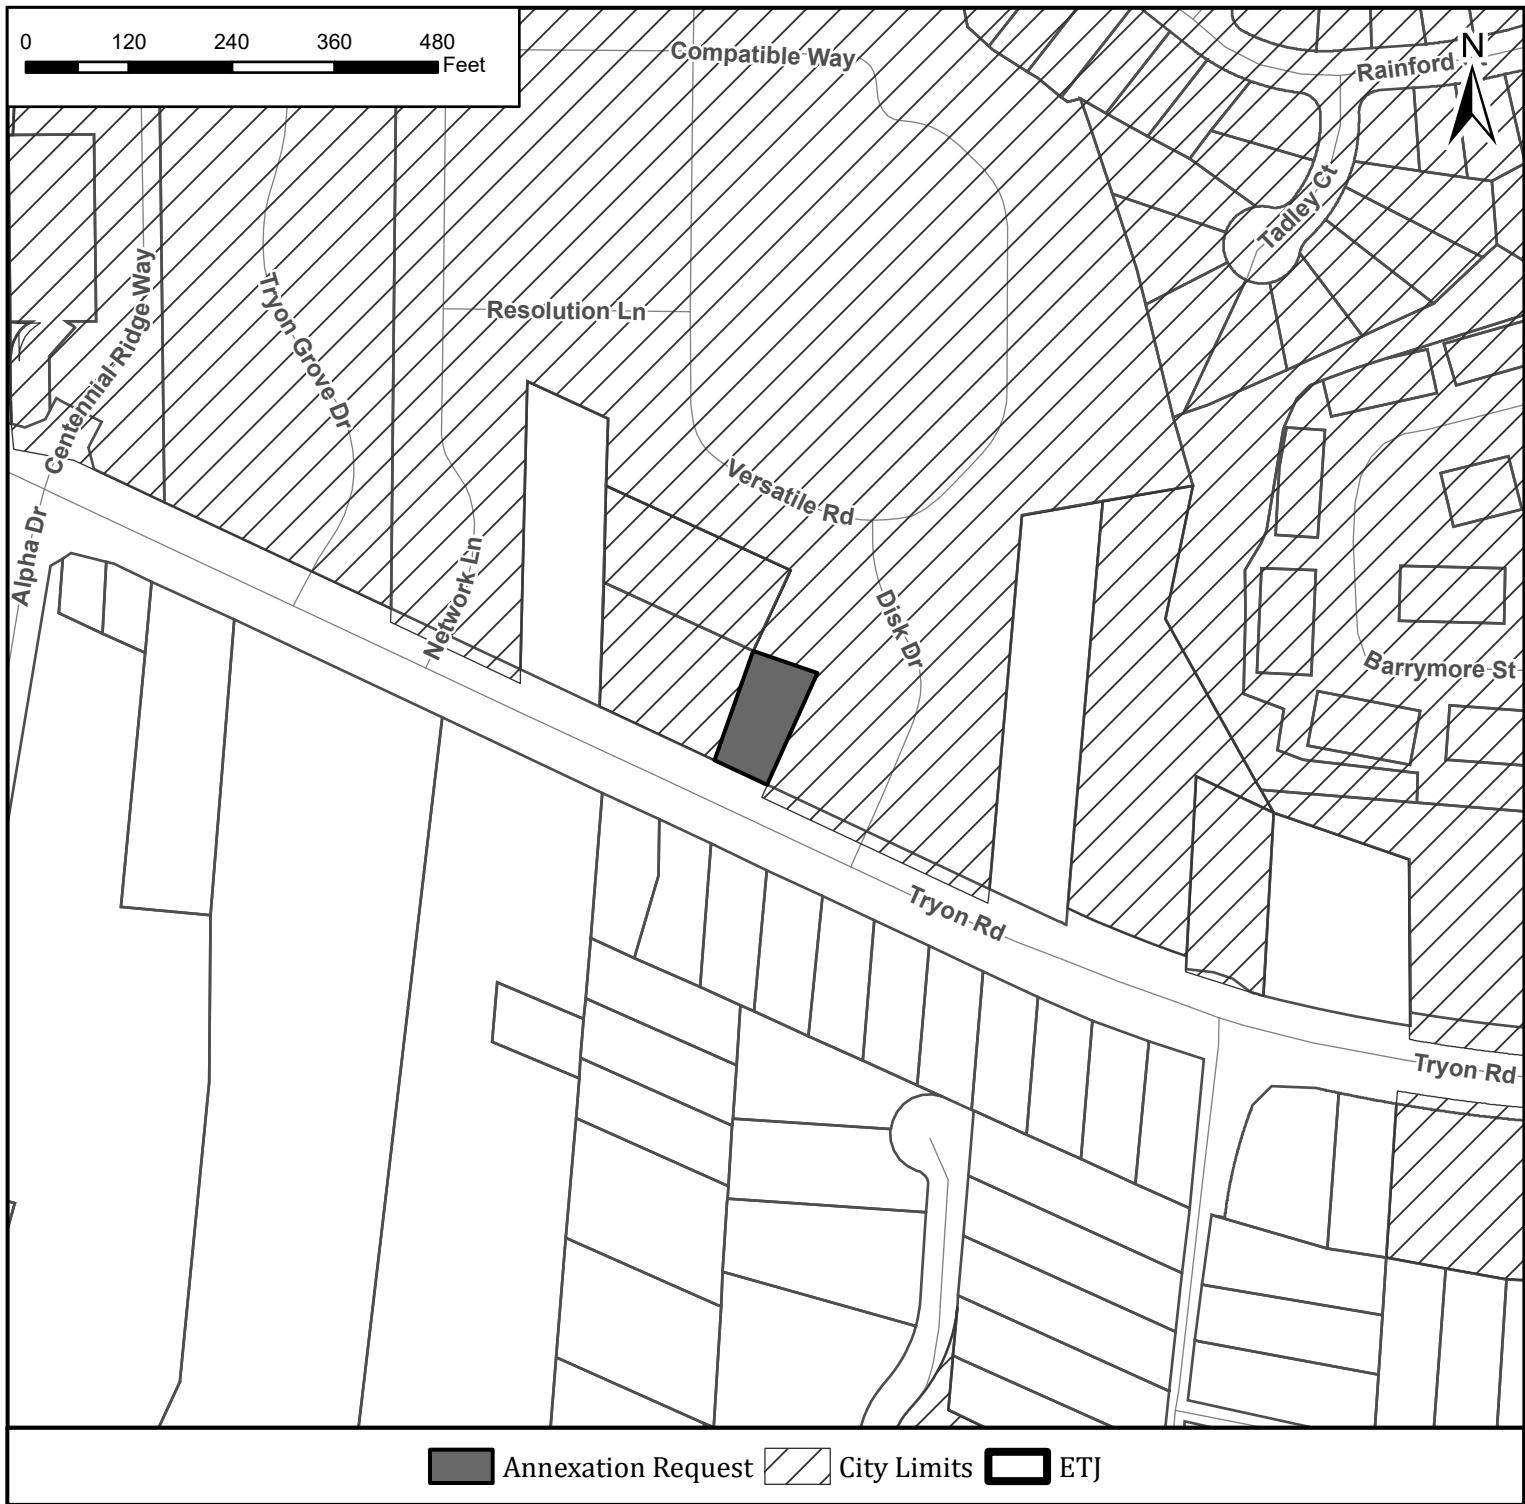 0 120 240 360 480
Feet
N
Compatible Way
Rainford
Tadley Ct
Centennial Ridge Way
Tryon Grove Dr
Resolution Ln
Versatile Rd
Alpha Dr
Network Ln
Disk Dr
Barrymore St
Tryon Rd
Tryon Rd
Annexation Request City Limits ETJ